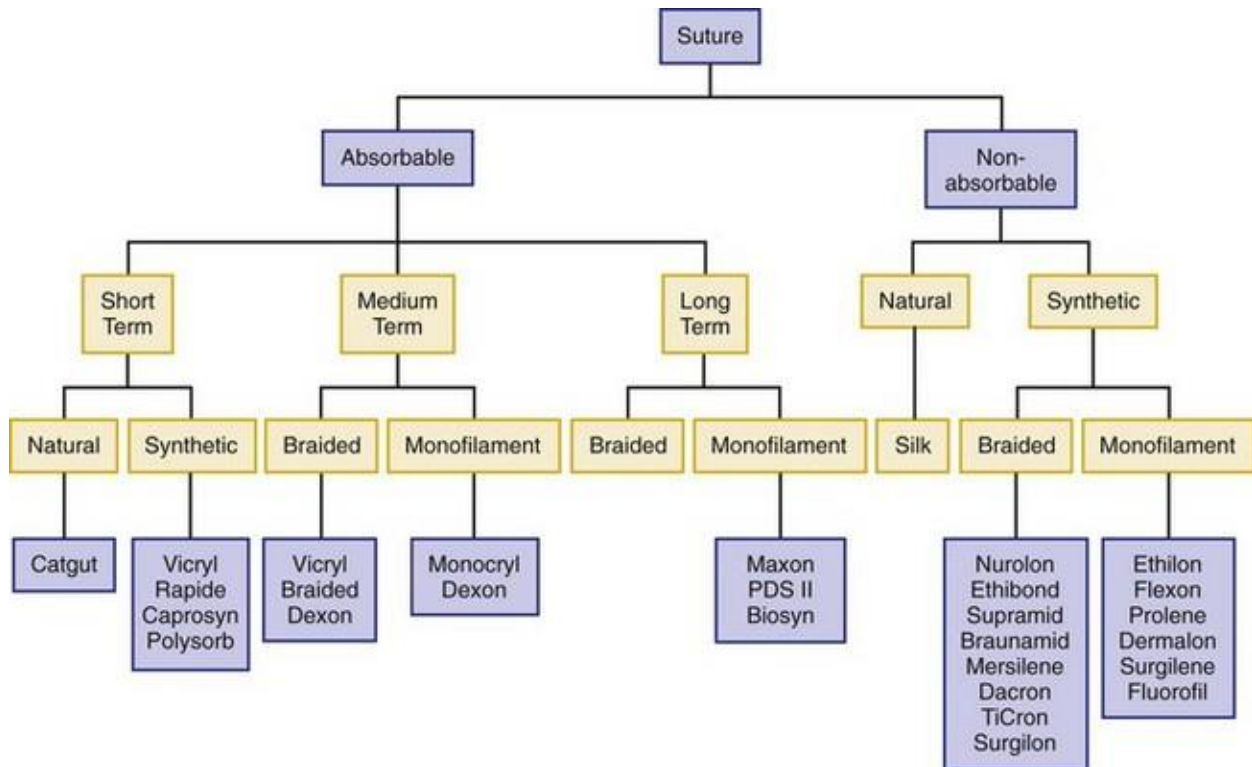 Suture
Absorbable
Non-
absorbable
Short
Term
Medium
Term
Long
Term
Natural
Synthetic
Natural
Synthetic
Braided
Monofilament
Braided
Monofilament
Silk
Braided
Monofilament
Catgut
Vicryl
Rapide
Caprosyn
Polysorb
Vicryl
Braided
Dexon
Monocryl
Dexon
Maxon
PDS II
Biosyn
Nurolon
Ethibond
Supramid
Braunamid
Mersilene
Dacron
TiCron
Surgilon
Ethilon
Flexon
Prolene
Dermalon
Surgilene
Fluorofil